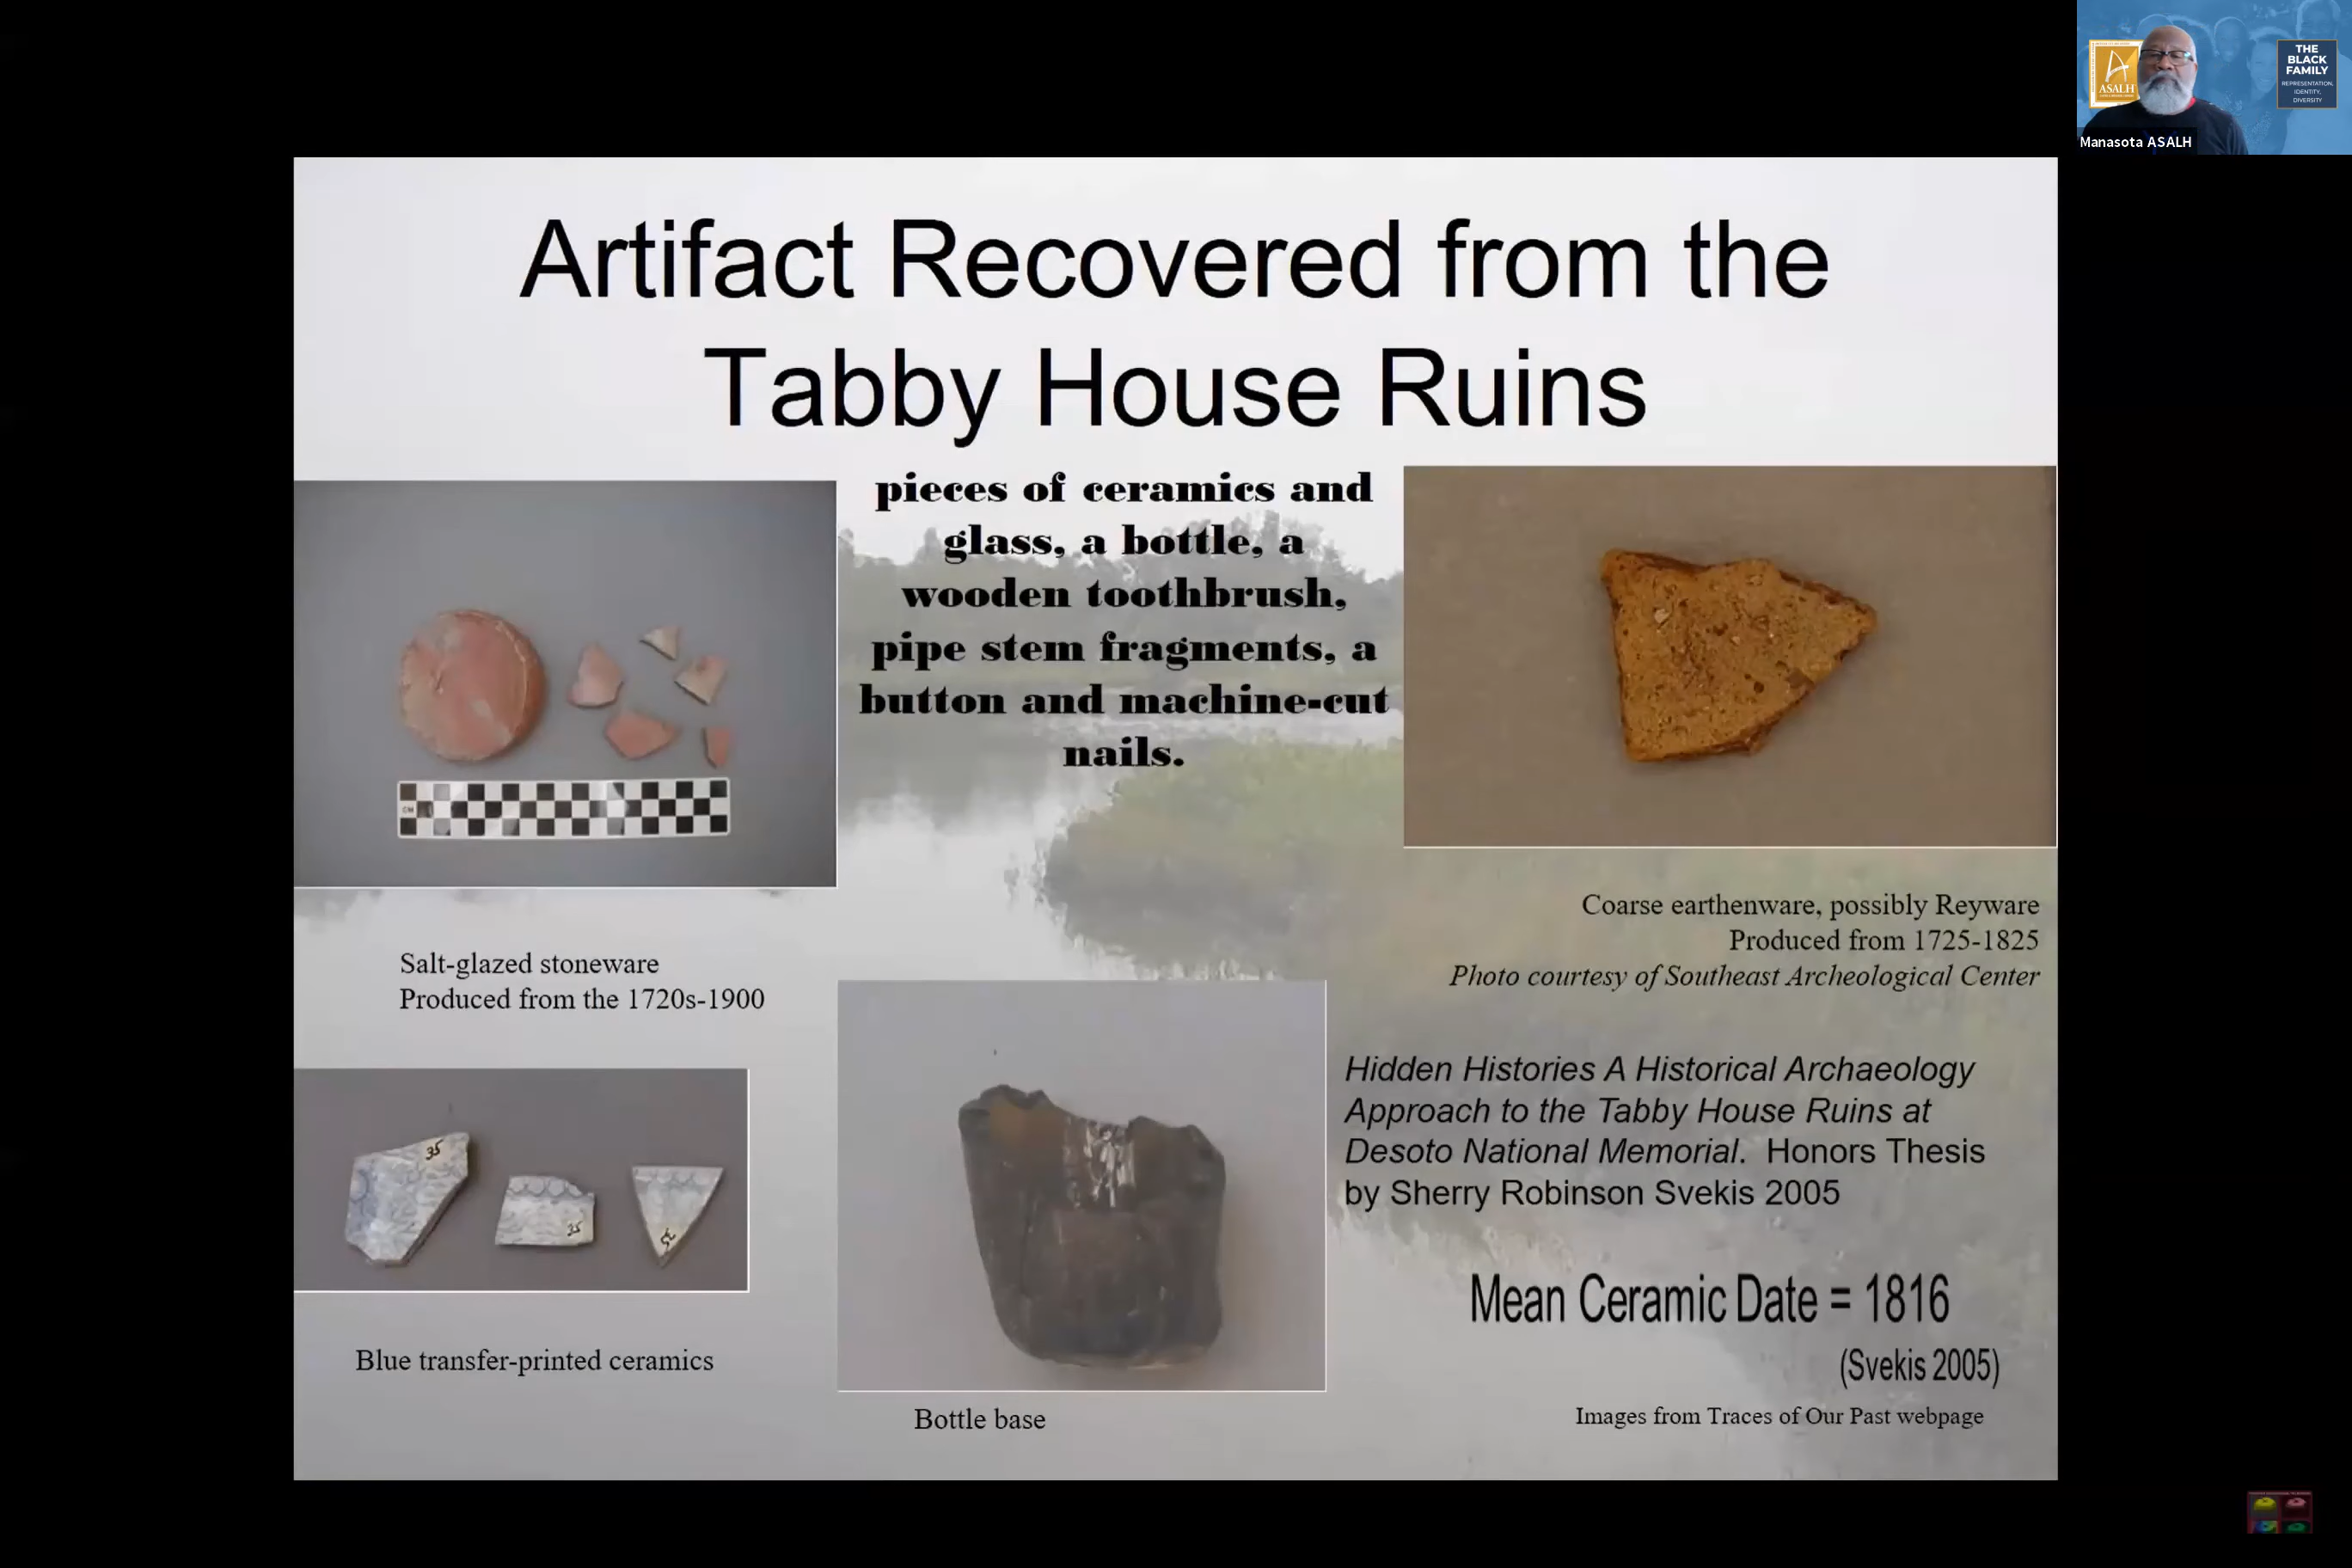 Artifact Recovered from the
Tabby House Ruins
pieces of ceramics and
glass, a bottle, a
wooden toothbrush,
pipe stem fragments, a
button and machine-cut
nails.
CM
Salt-glazed stoneware
Produced from the 1720s-1900
Coarse earthenware, possibly Reyware
Produced from 1725-1825
Photo courtesy of Southeast Archeological Center
35
35
35
Blue transfer-printed ceramics
Bottle base
Hidden Histories A Historical Archaeology
Approach to the Tabby House Ruins at
Desoto National Memorial. Honors Thesis
by Sherry Robinson Svekis 2005
Mean Ceramic Date = 1816
(Svekis 2005)
Images from Traces of Our Past webpage
ASALH
THE
BLACK
FAMILY
REPRESENTATION,
IDENTITY,
DIVERSITY
Manasota ASALH